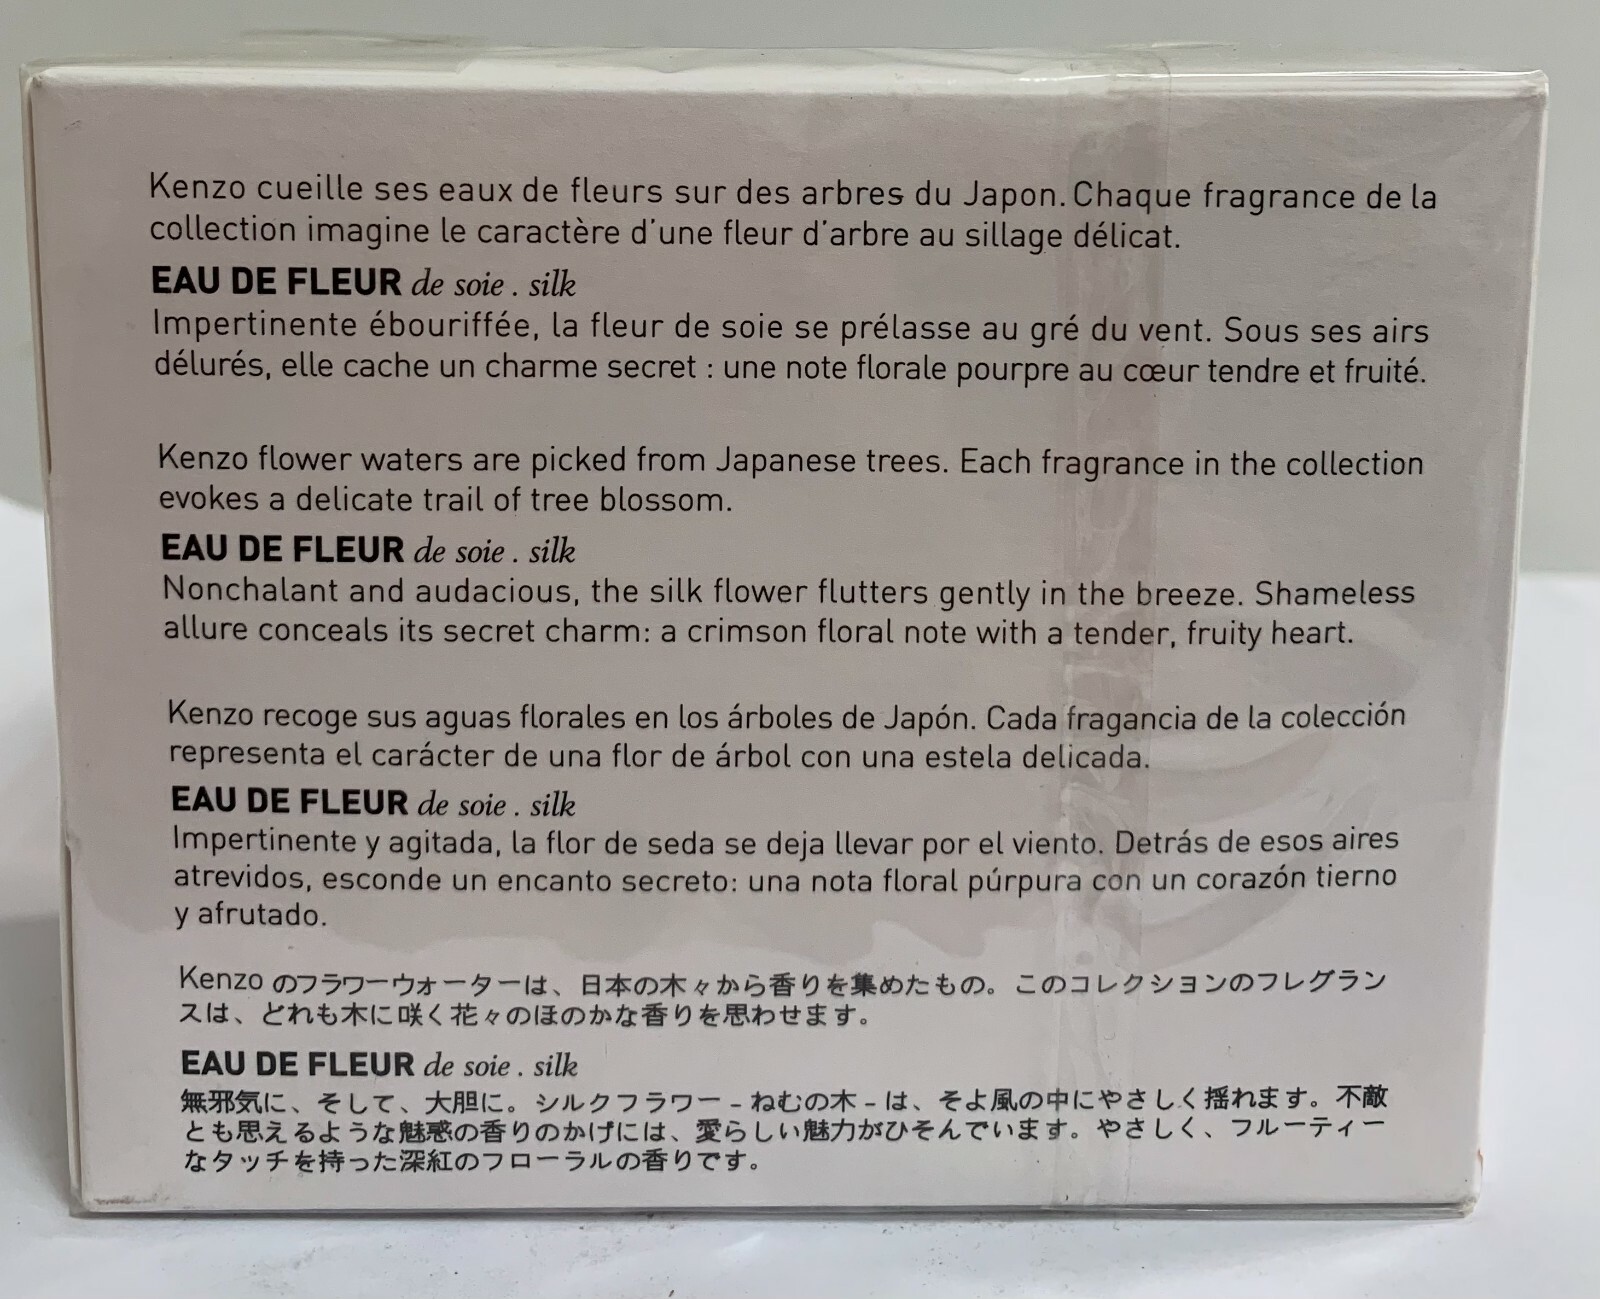 Kenzo cueille ses eaux de fleurs sur des arbres du Japon. Chaque fragrance de la
collection imagine le caractère d'une fleur d'arbre au sillage délicat.
EAU DE FLEUR de soie . silk
Impertinente ébouriffée, la fleur de soie se prélasse au gré du vent. Sous ses airs
délurés, elle cache un charme secret : une note florale pourpre au cœur tendre et fruité.
Kenzo flower waters are picked from Japanese trees. Each fragrance in the collection
evokes a delicate trail of tree blossom.
EAU DE FLEUR de soie . silk
Nonchalant and audacious, the silk flower flutters gently in the breeze. Shameless
allure conceals its secret charm: a crimson floral note with a tender, fruity heart.
Kenzo recoge sus aguas florales en los árboles de Japón. Cada fragancia de la colección
representa el carácter de una flor de árbol con una estela delicada.
EAU DE FLEUR de soie . silk
Impertinente y agitada, la flor de seda se deja llevar por el viento. Detrás de esos aires
atrevidos, esconde un encanto secreto: una nota floral púrpura con un corazón tierno
y afrutado.
Kenzo のフラワーウォーターは、日本の木々から香りを集めたもの。このコレクションのフレグラン
スは、どれも木に咲く花々のほのかな香りを思わせます。
EAU DE FLEUR de soie . silk
無邪気に、そして、大胆に。シルクフラワー – ねむの木 – は、そよ風の中にやさしく揺れます。不敵
とも思えるような魅惑の香りのかげには、愛らしい魅力がひそんでいます。やさしく、フルーティー
なタッチを持った深紅のフローラルの香りです。